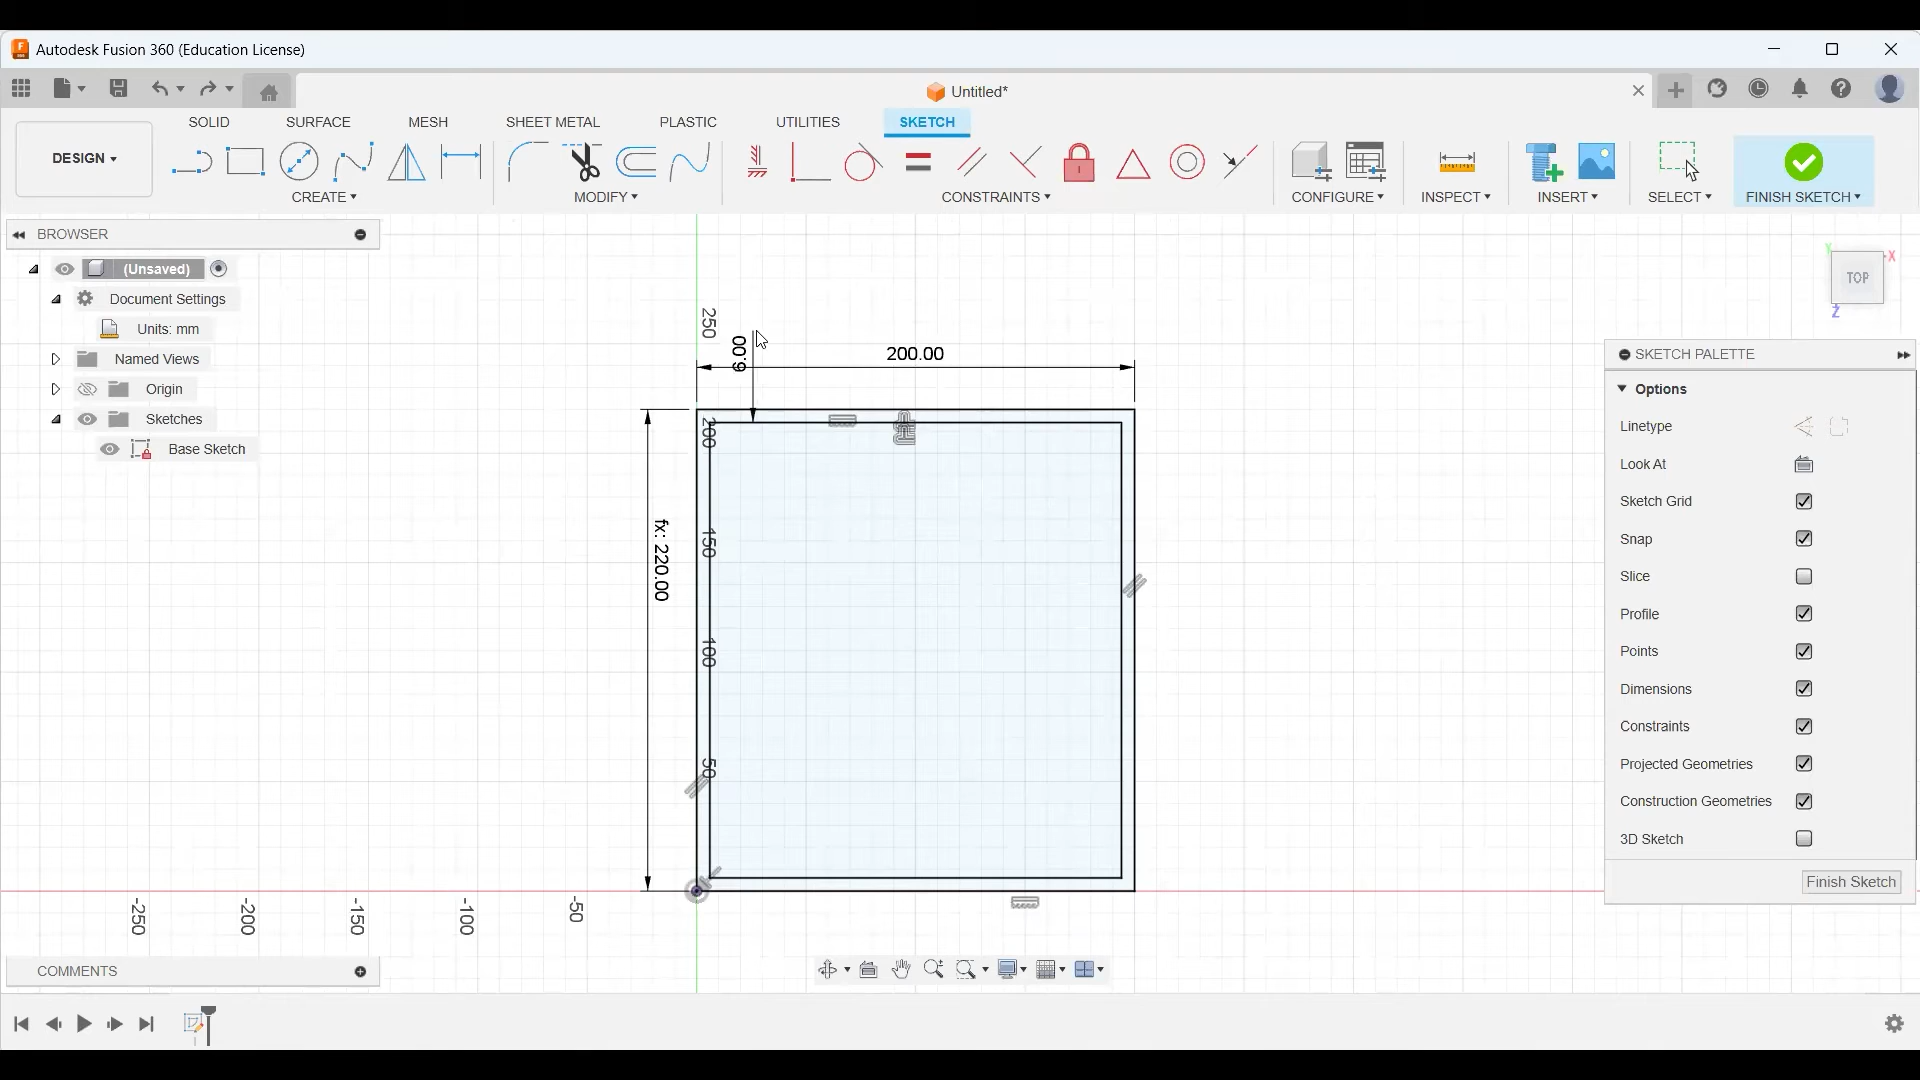 Autodesk Fusion 360 (Education License)
Untitled*
SOLID
SURFACE
MESH
SHEET METAL
PLASTIC
UTILITIES
SKETCH
DESIGN
CREATE
MODIFY
CONSTRAINTS
CONFIGURE
INSPECT
INSERT
SELECT
FINISH SKETCH
BROWSER
(Unsaved)
Document Settings
Units: mm
Named Views
Origin
Sketches
Base Sketch
TOP
X
Y
Z
250
6.00
200.00
200
fx: 220.00
150
100
50
-250
-200
-150
-100
-50
SKETCH PALETTE
Options
Linetype
Look At
Sketch Grid
Snap
Slice
Profile
Points
Dimensions
Constraints
Projected Geometries
Construction Geometries
3D Sketch
Finish Sketch
COMMENTS